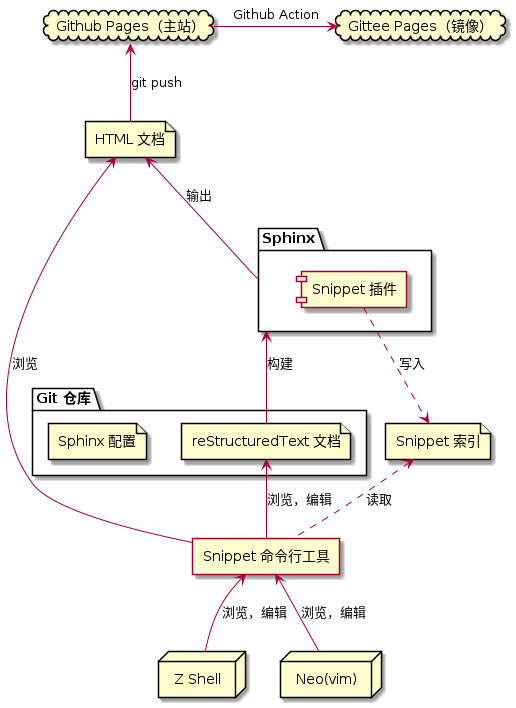 Github Action
Github Pages（主站）
Gittee Pages（镜像）
git push
HTML 文档
输出
Sphinx
Snippet 插件
浏览
构建
写入
Git 仓库
Sphinx 配置
reStructuredText 文档
Snippet 索引
浏览，编辑
读取
Snippet 命令行工具
浏览，编辑
浏览，编辑
Z Shell
Neo(vim)